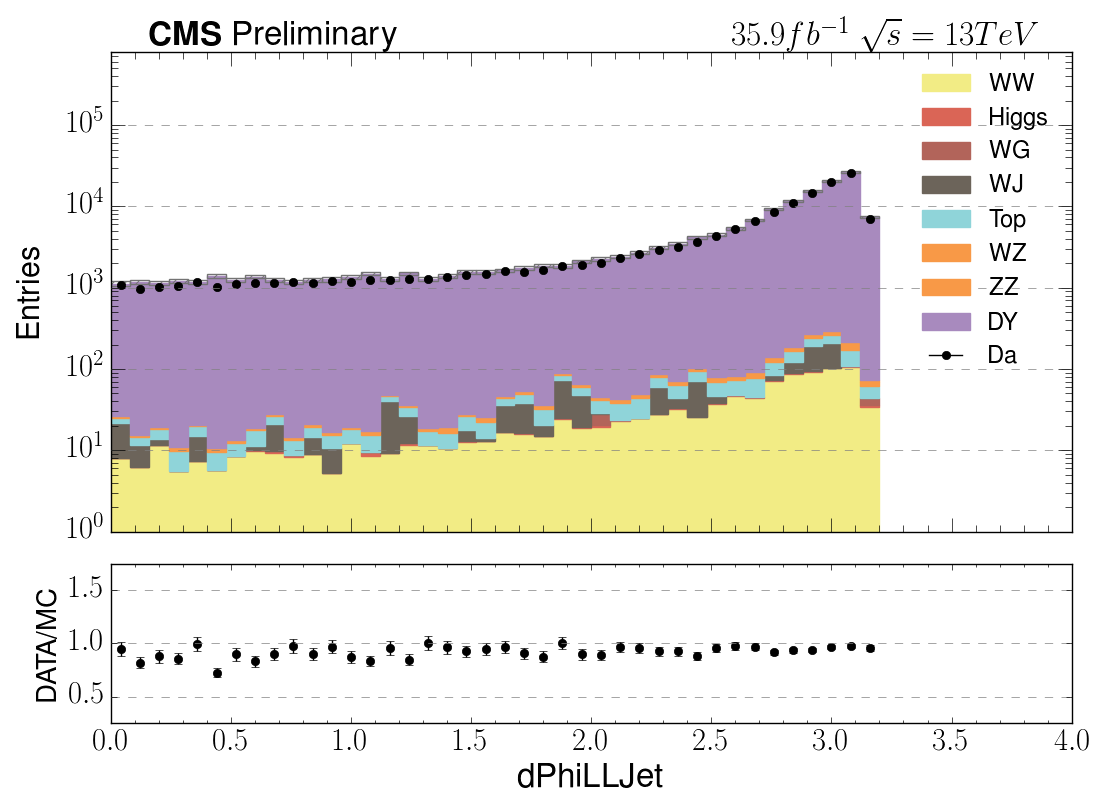 CMS Preliminary 35.9fb⁻¹ √s = 13TeV
Entries
10⁵
10⁴
10³
10²
10¹
10⁰
WW
Higgs
WG
WJ
Top
WZ
ZZ
DY
Da
DATA/MC
1.5
1.0
0.5
0.0 0.5 1.0 1.5 2.0 2.5 3.0 3.5 4.0
dPhiLLJet